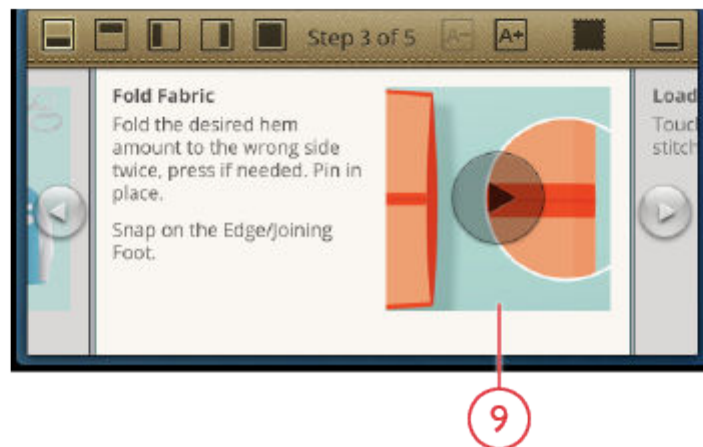 Step 3 of 5 A- A+
Fold Fabric
Fold the desired hem
amount to the wrong side
twice, press if needed. Pin in
place.
Snap on the Edge/Joining
Foot.
Load
Touch
stitch
9